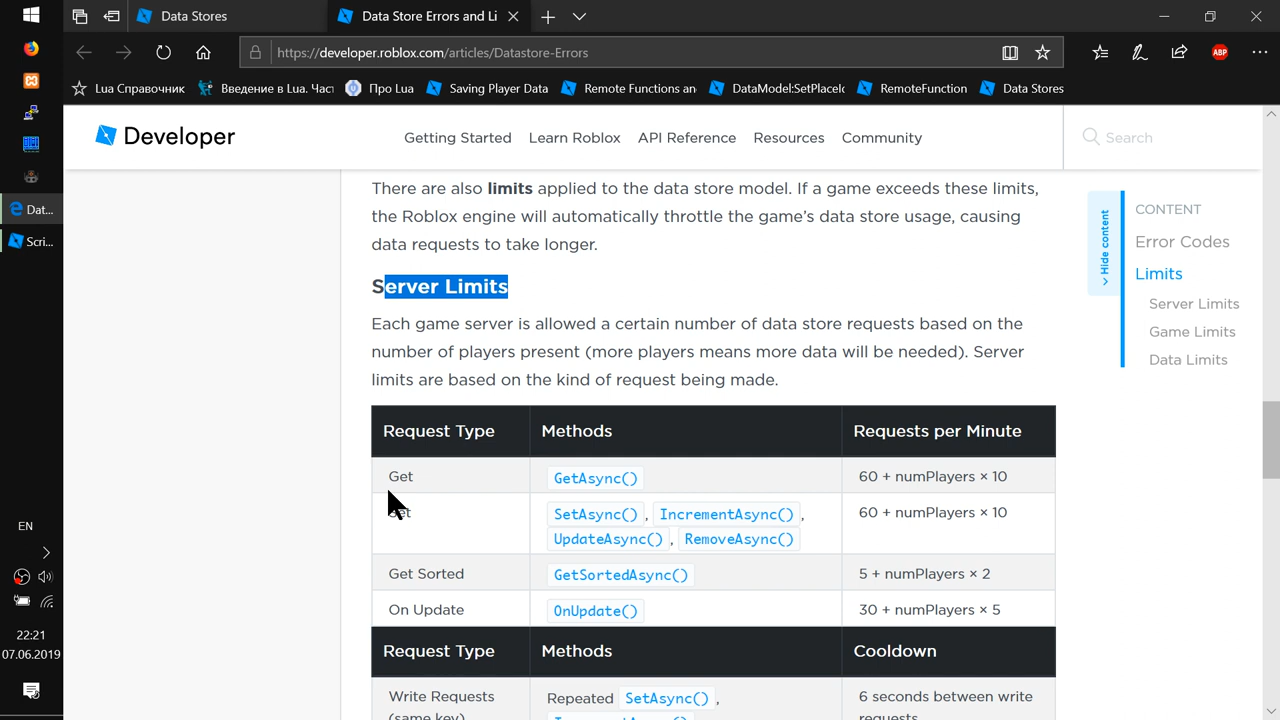 Data Stores
Data Store Errors and Li
https://developer.roblox.com/articles/Datastore-Errors
ABP
Lua Справочник
Введение в Lua. Час
Про Lua
Saving Player Data
Remote Functions an
DataModel:SetPlaceIc
RemoteFunction
Data Stores
Developer
Getting Started
Learn Roblox
API Reference
Resources
Community
Search
There are also limits applied to the data store model. If a game exceeds these limits,
the Roblox engine will automatically throttle the game's data store usage, causing
data requests to take longer.
Server Limits
Each game server is allowed a certain number of data store requests based on the
number of players present (more players means more data will be needed). Server
limits are based on the kind of request being made.
Request Type Methods Requests per Minute
Get GetAsync() 60 + numPlayers × 10
Set SetAsync() , IncrementAsync() , 60 + numPlayers × 10
UpdateAsync() , RemoveAsync()
Get Sorted GetSortedAsync() 5 + numPlayers × 2
On Update OnUpdate() 30 + numPlayers × 5
Request Type Methods Cooldown
Write Requests Repeated SetAsync() , 6 seconds between write
(same key) requests
Hide content
CONTENT
Error Codes
Limits
Server Limits
Game Limits
Data Limits
Dat...
Scri...
EN
22:21
07.06.2019